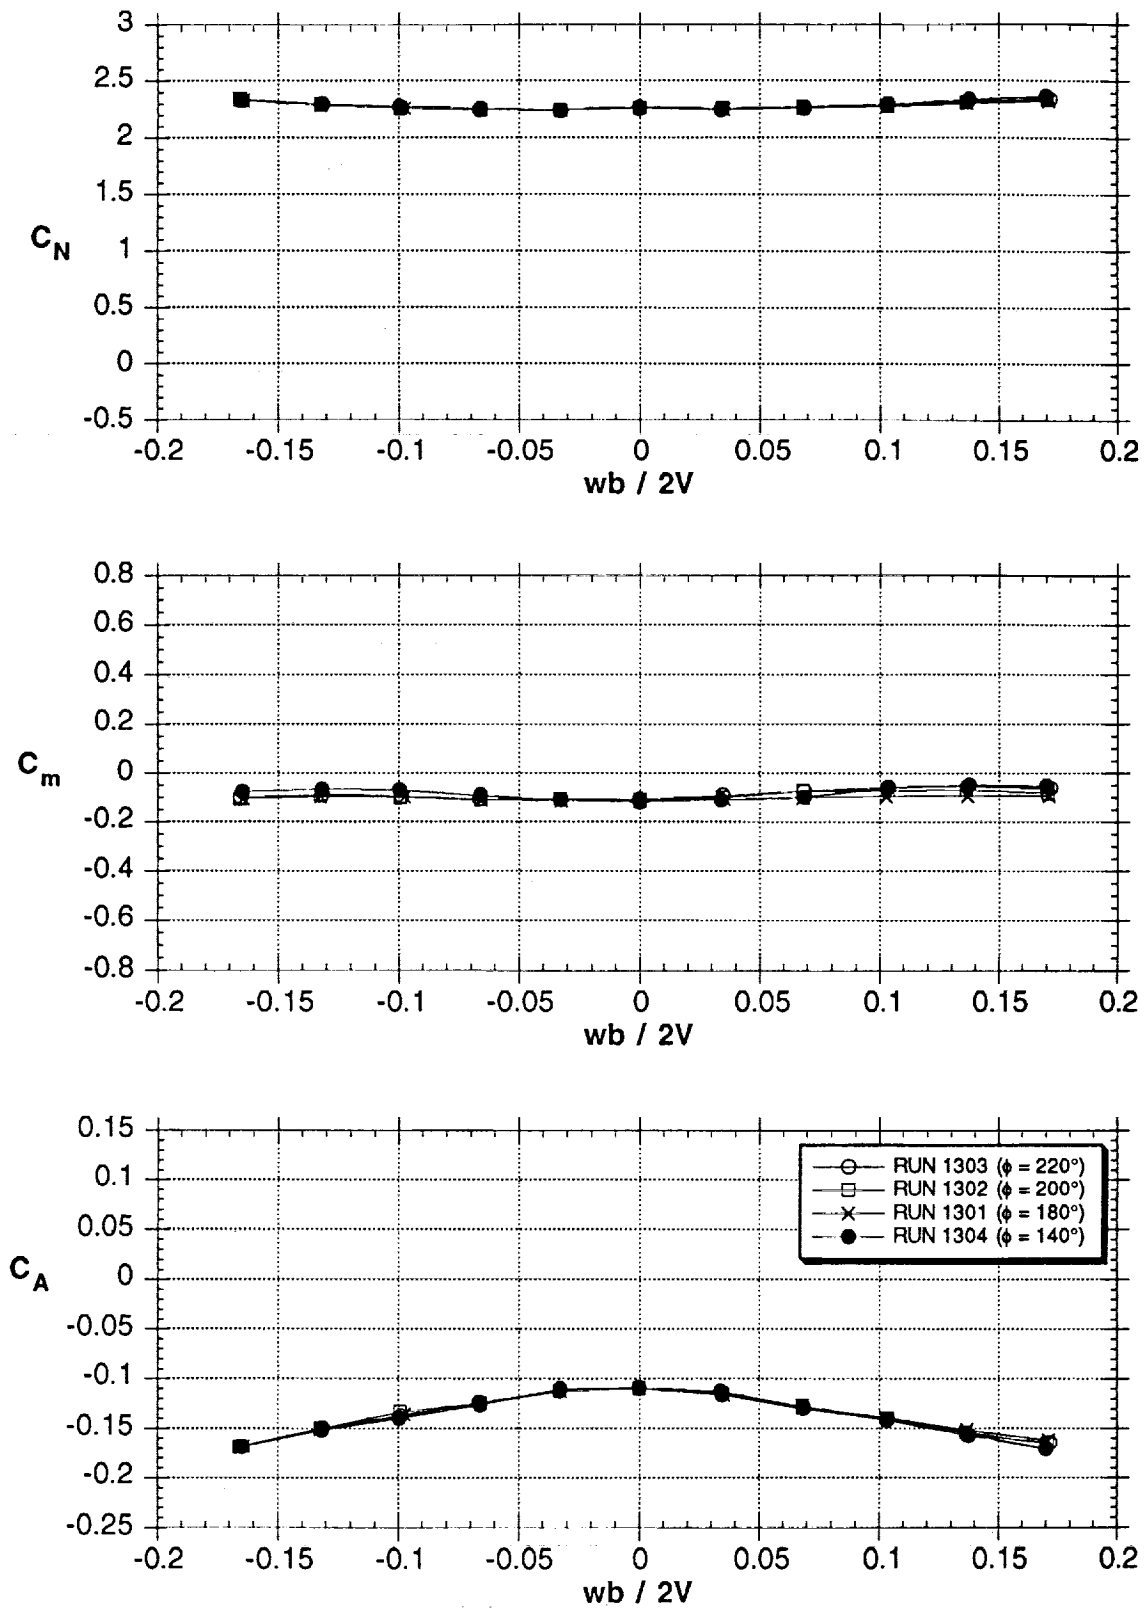 3
2.5
2
1.5
C_N
1
0.5
0
-0.5
-0.2 -0.15 -0.1 -0.05 0 0.05 0.1 0.15 0.2
wb / 2V
0.8
0.6
0.4
0.2
C_m
0
-0.2
-0.4
-0.6
-0.8
-0.2 -0.15 -0.1 -0.05 0 0.05 0.1 0.15 0.2
wb / 2V
0.15
0.1
0.05
C_A
0
-0.05
-0.1
-0.15
-0.2
-0.25
RUN 1303 (ϕ = 220°)
RUN 1302 (ϕ = 200°)
RUN 1301 (ϕ = 180°)
RUN 1304 (ϕ = 140°)
-0.2 -0.15 -0.1 -0.05 0 0.05 0.1 0.15 0.2
wb / 2V